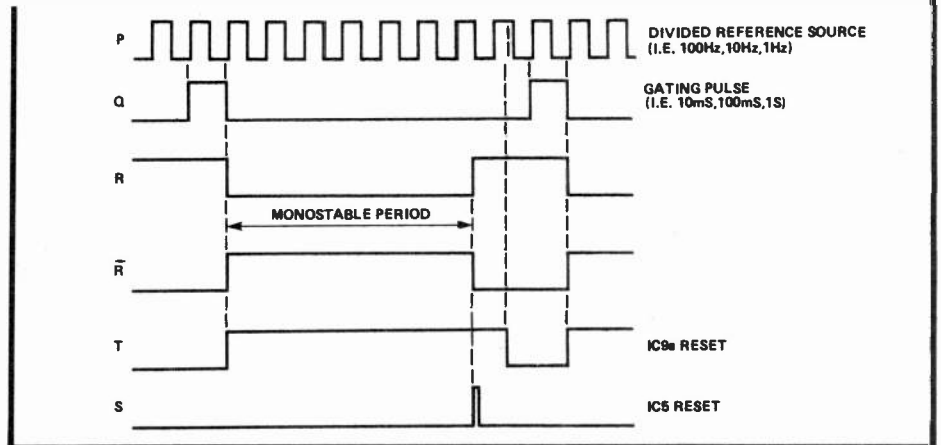 P
DIVIDED REFERENCE SOURCE
(I.E. 100Hz,10Hz,1Hz)
Q
GATING PULSE
(I.E. 10mS,100mS,1S)
R
MONOSTABLE PERIOD
R̅
T
IC9a RESET
S
IC5 RESET